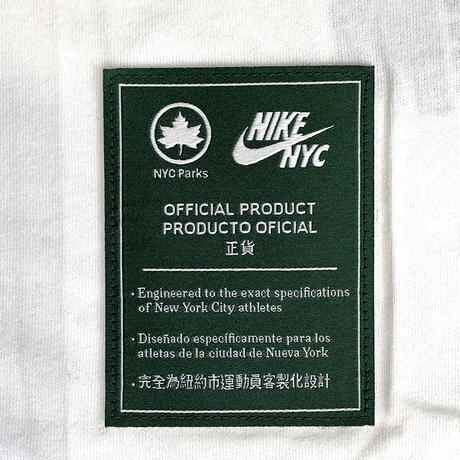 NYC Parks
NIKE
NYC
OFFICIAL PRODUCT
PRODUCTO OFICIAL
正貨
· Engineered to the exact specifications
of New York City athletes
· Diseñado específicamente para los
atletas de la ciudad de Nueva York
· 完全為紐約市運動員客製化設計